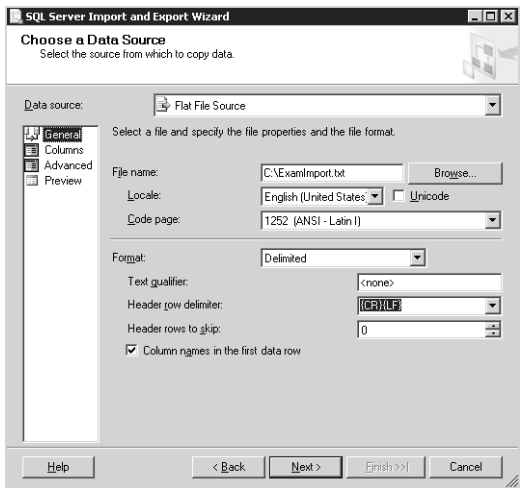 SQL Server Import and Export Wizard
Choose a Data Source
Select the source from which to copy data.
Data source: Flat File Source
General
Columns
Advanced
Preview
Select a file and specify the file properties and the file format.
File name: C:\ExamImport.txt Browse...
Locale: English (United States) Unicode
Code page: 1252 (ANSI - Latin I)
Format: Delimited
Text qualifier: <none>
Header row delimiter: {CR}{LF}
Header rows to skip: 0
Column names in the first data row
Help < Back Next > Finish >>| Cancel